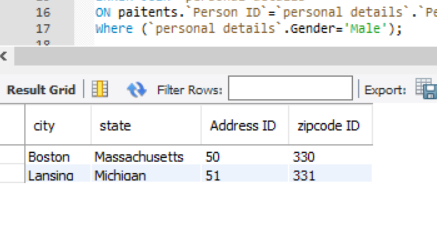 16 ON paitents.`Person ID`=`personal details`.`Pe
17 Where (`personal details`.Gender='Male');
18
Result Grid Filter Rows: Export:
city state Address ID zipcode ID
Boston Massachusetts 50 330
Lansing Michigan 51 331